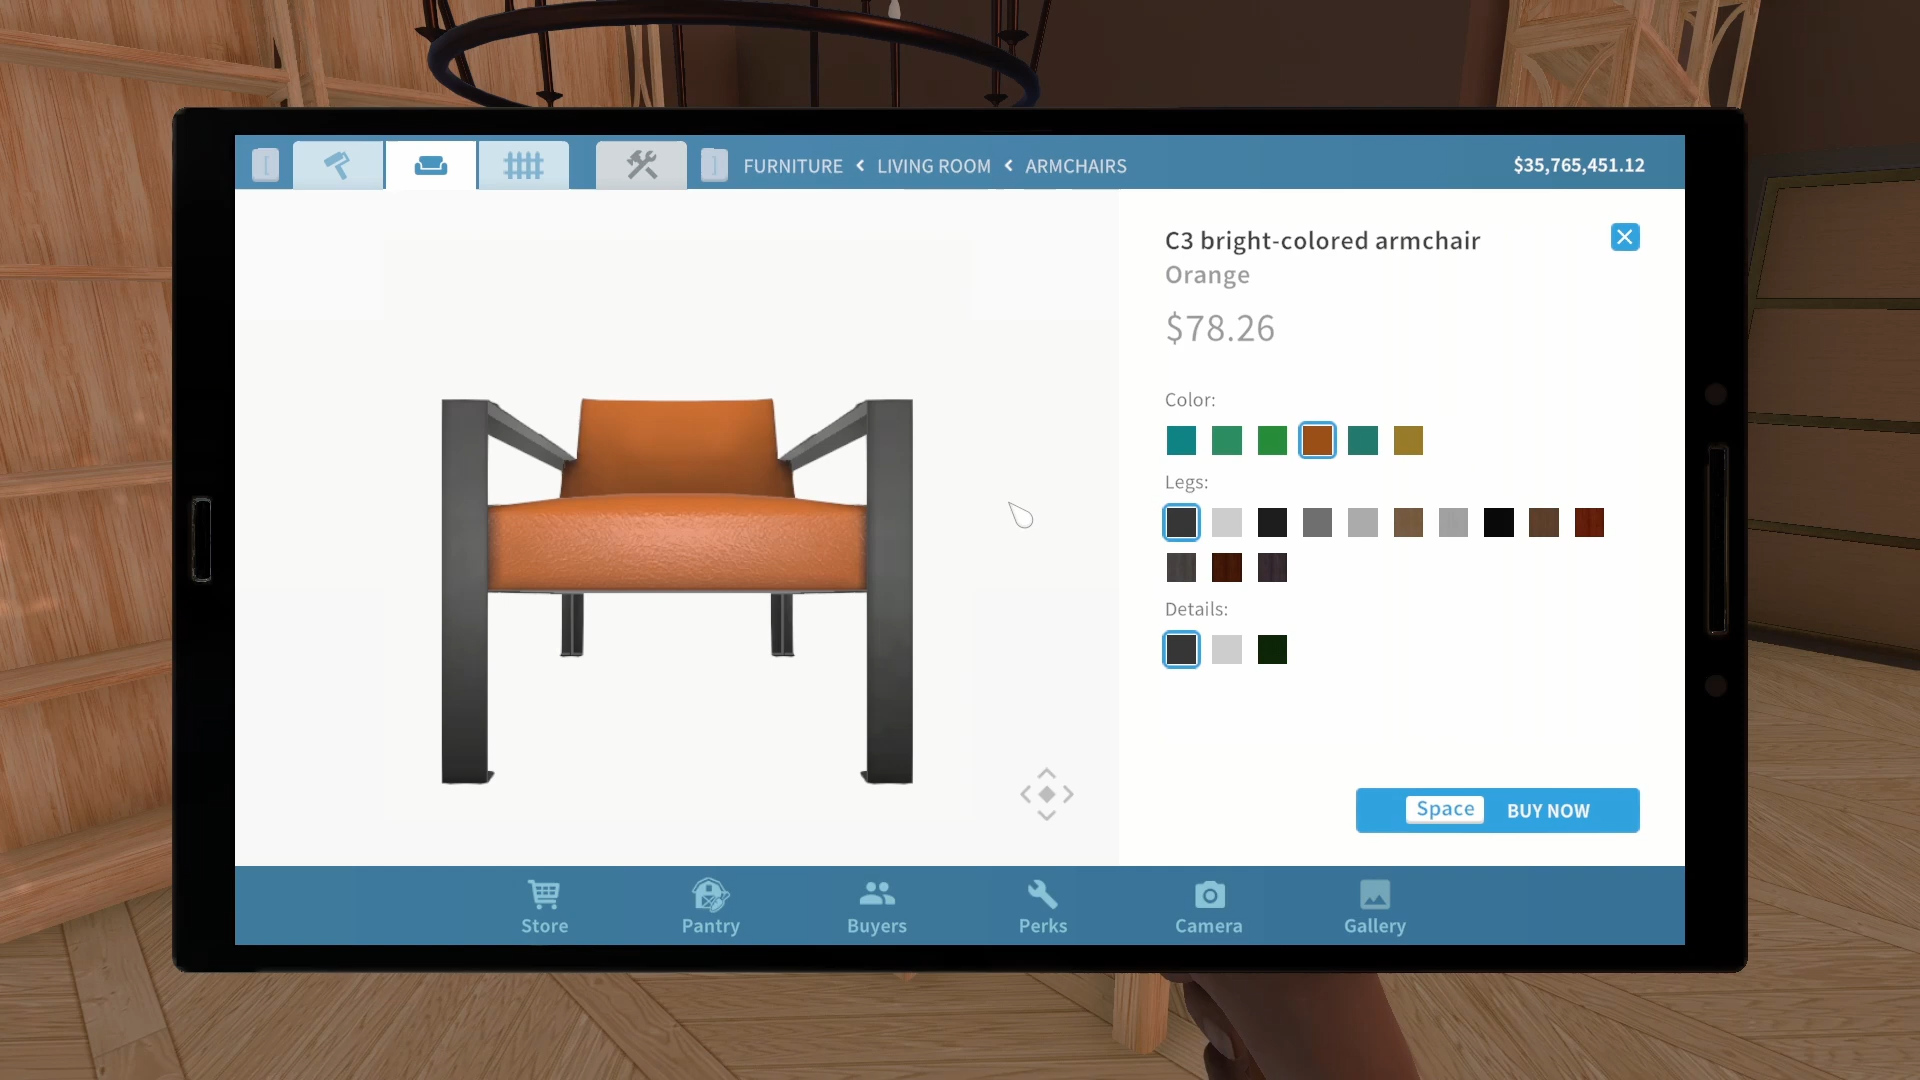 [
]
FURNITURE < LIVING ROOM < ARMCHAIRS
$35,765,451.12
C3 bright-colored armchair
Orange
$78.26
Color:
Legs:
Details:
Space BUY NOW
Store
Pantry
Buyers
Perks
Camera
Gallery